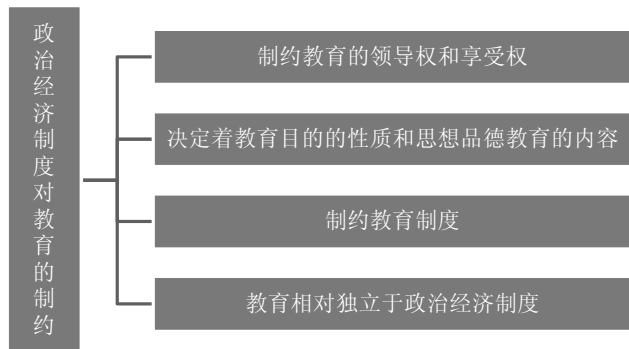 政治经济制度对教育的制约
制约教育的领导权和享受权
决定着教育目的的性质和思想品德教育的内容
制约教育制度
教育相对独立于政治经济制度